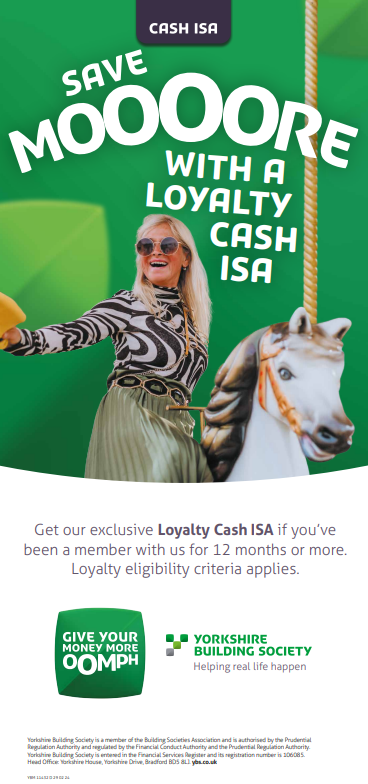 CASH ISA
SAVE
MOOOORE
WITH A
LOYALTY
CASH
ISA
Get our exclusive Loyalty Cash ISA if you've
been a member with us for 12 months or more.
Loyalty eligibility criteria applies.
GIVE YOUR
MONEY MORE
OOMPH
YORKSHIRE
BUILDING SOCIETY
Helping real life happen
Yorkshire Building Society is a member of the Building Societies Association and is authorised by the Prudential
Regulation Authority and regulated by the Financial Conduct Authority and the Prudential Regulation Authority.
Yorkshire Building Society is entered in the Financial Services Register and its registration number is 106085.
Head Office: Yorkshire House, Yorkshire Drive, Bradford BD5 8LJ. ybs.co.uk